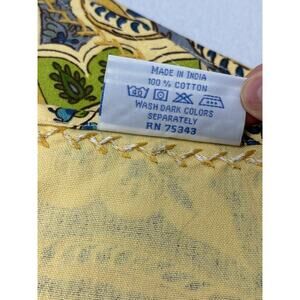 MADE IN INDIA
100% COTTON
WASH DARK COLORS
SEPARATELY
RN 75343